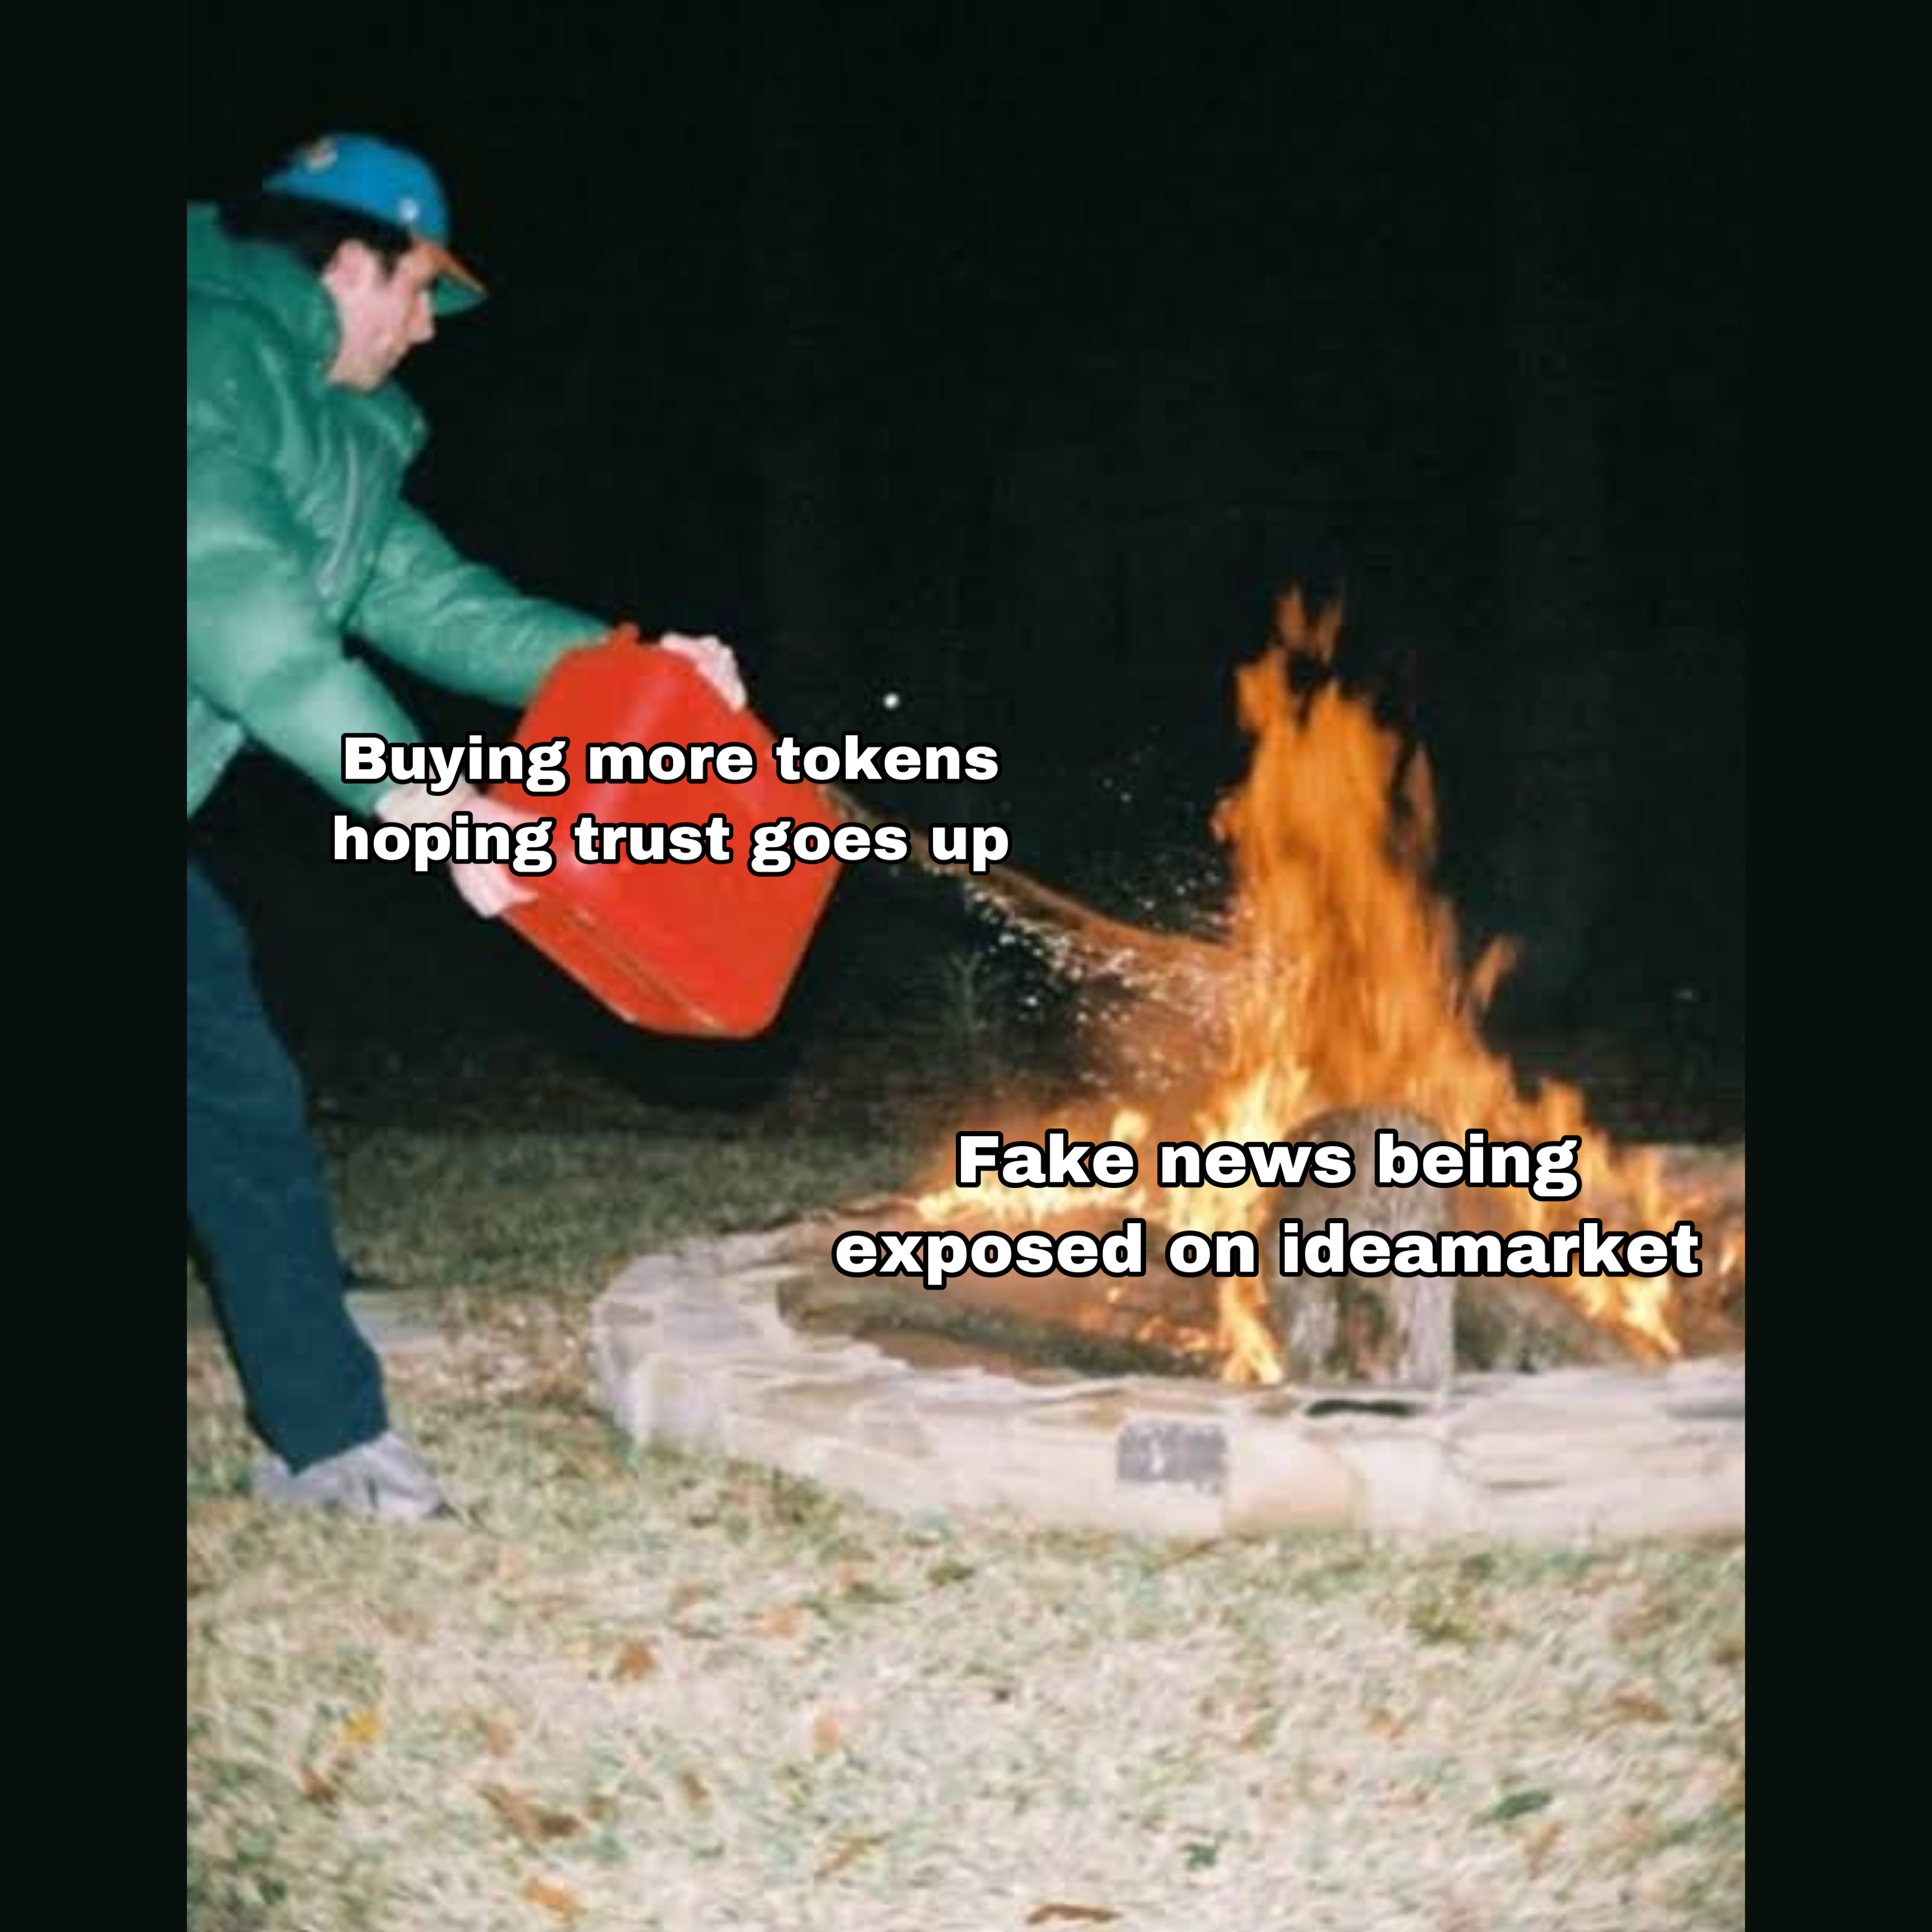 Buying more tokens
hoping trust goes up
Fake news being
exposed on ideamarket